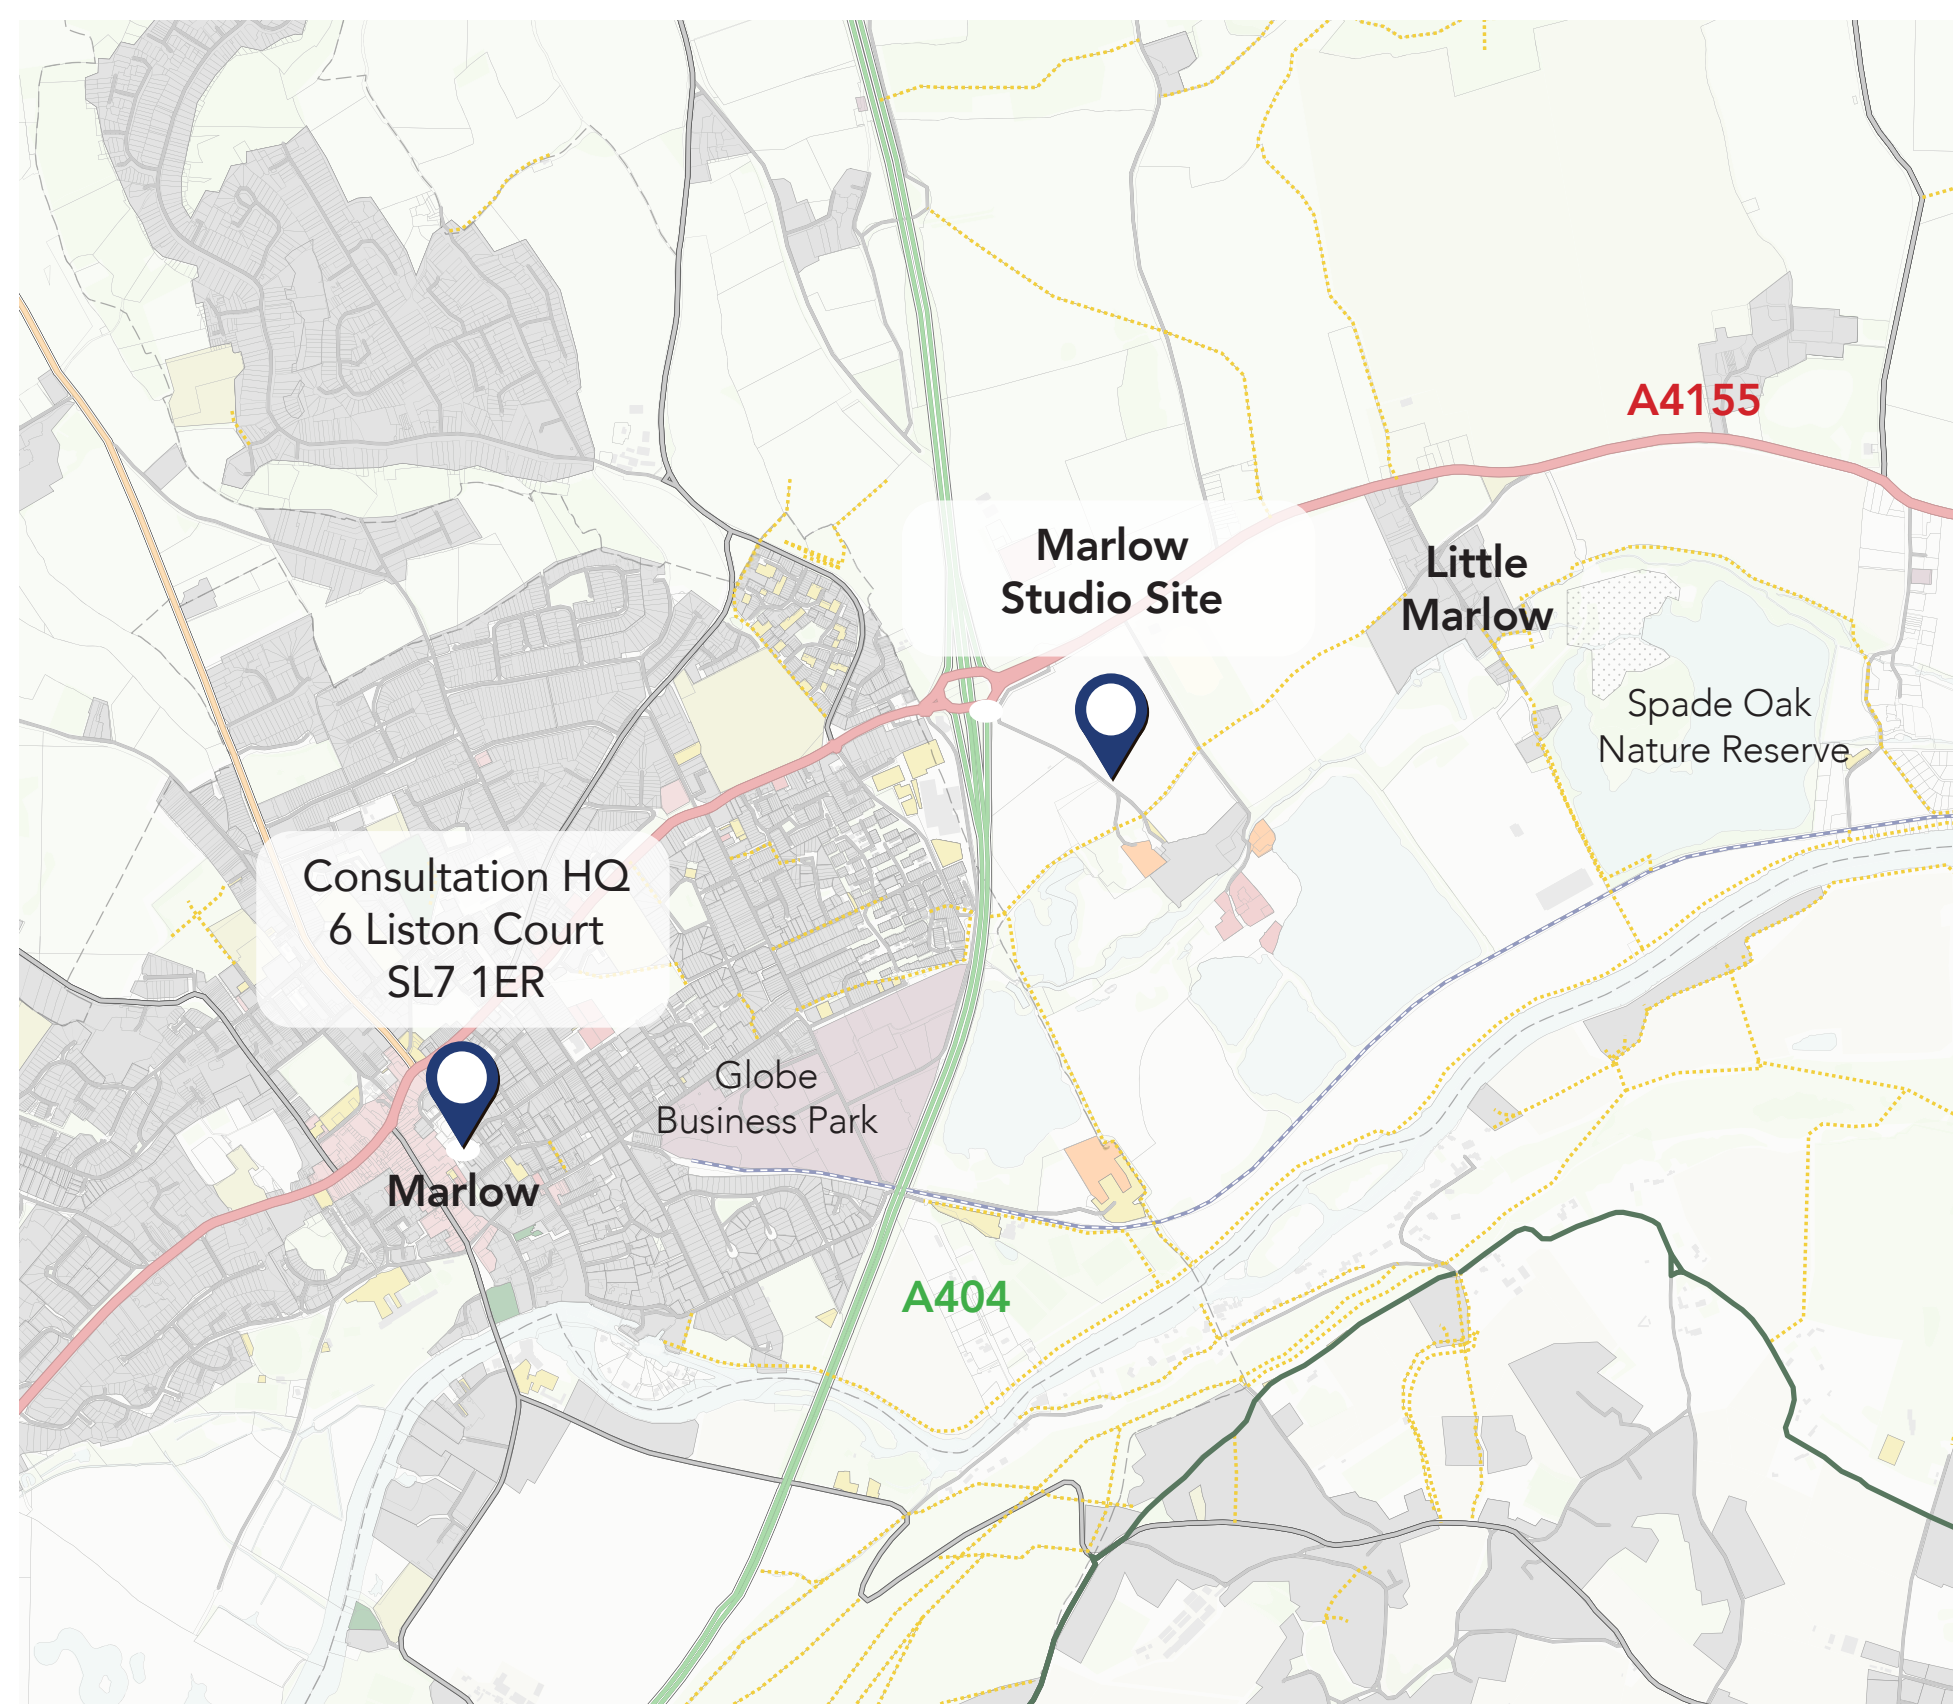 A4155
Marlow
Studio Site
Little
Marlow
Spade Oak
Nature Reserve
Consultation HQ
6 Liston Court
SL7 1ER
Globe
Business Park
Marlow
A404